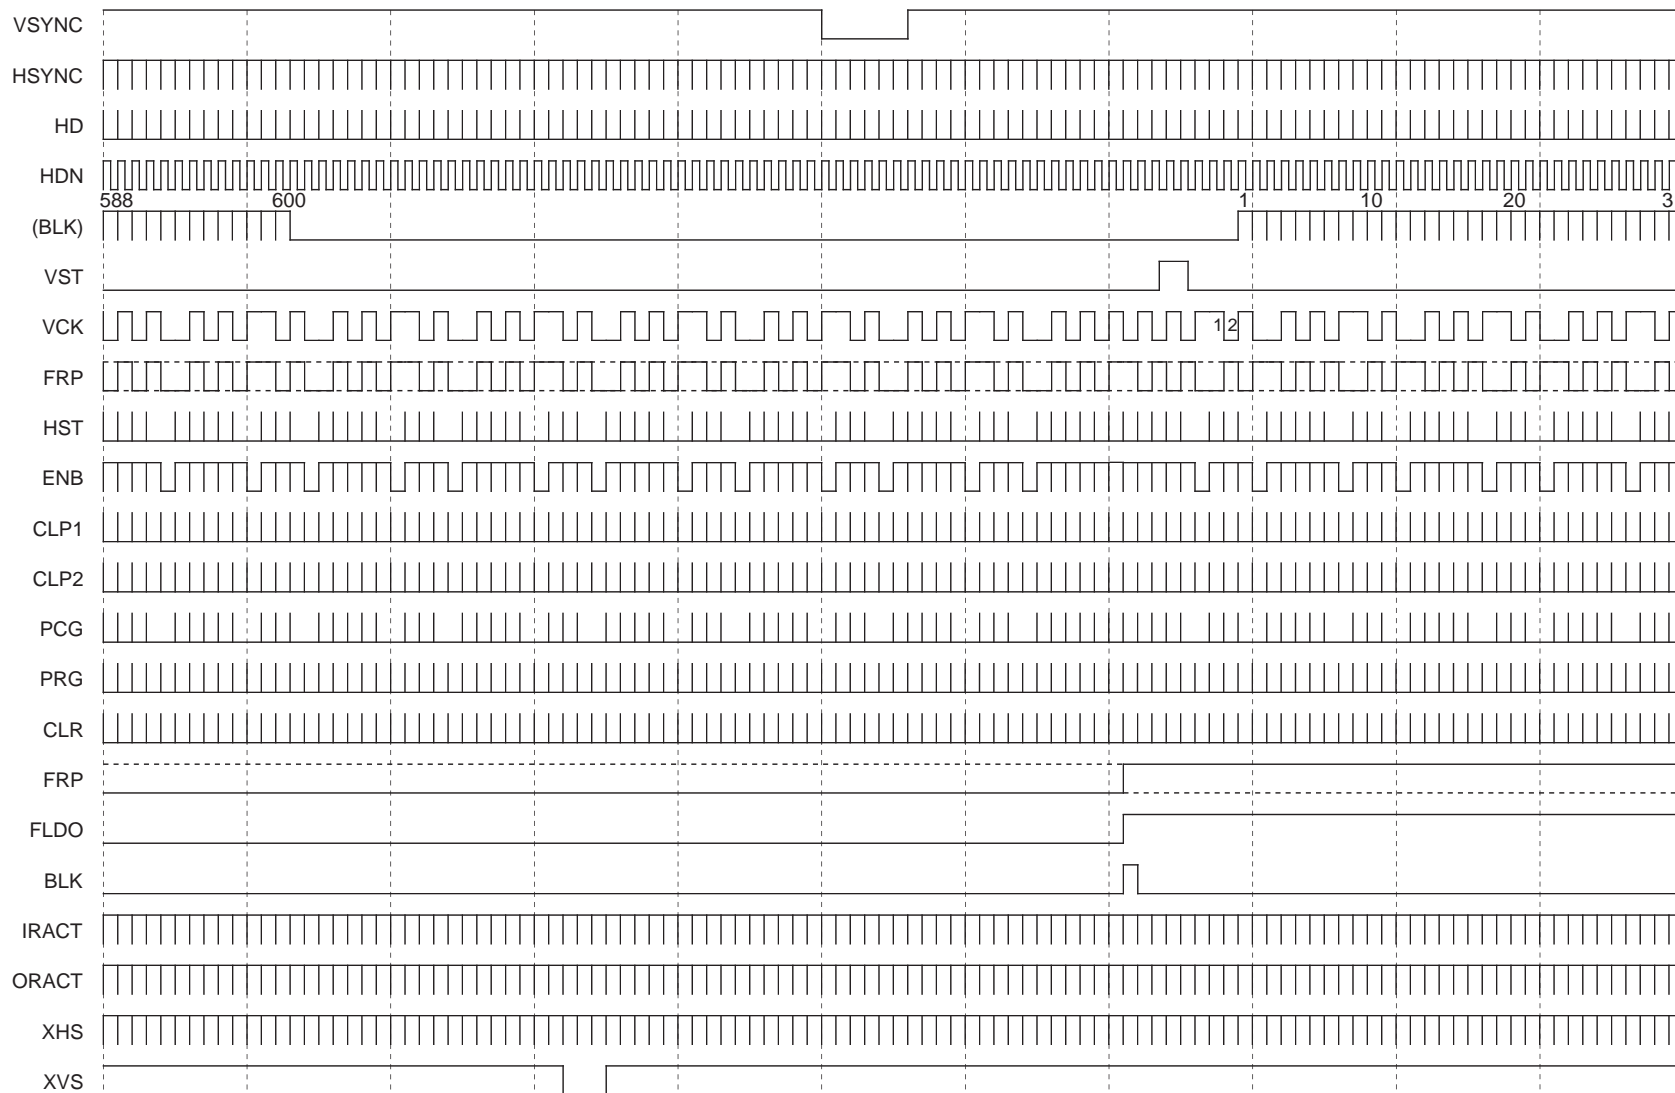 VSYNC
HSYNC
HD
HDN
588 600 1 10 20 3
(BLK)
VST
VCK 1 2
FRP
HST
ENB
CLP1
CLP2
PCG
PRG
CLR
FRP
FLDO
BLK
IRACT
ORACT
XHS
XVS